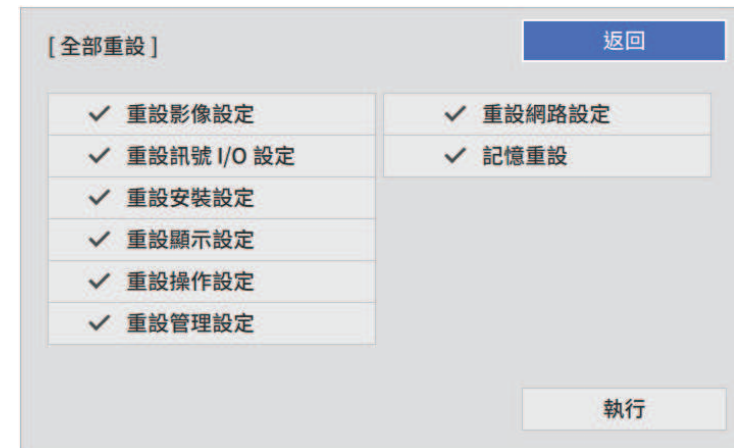 [ 全部重設 ]
返回
✓ 重設影像設定
✓ 重設訊號 I/O 設定
✓ 重設安裝設定
✓ 重設顯示設定
✓ 重設操作設定
✓ 重設管理設定
✓ 重設網路設定
✓ 記憶重設
執行